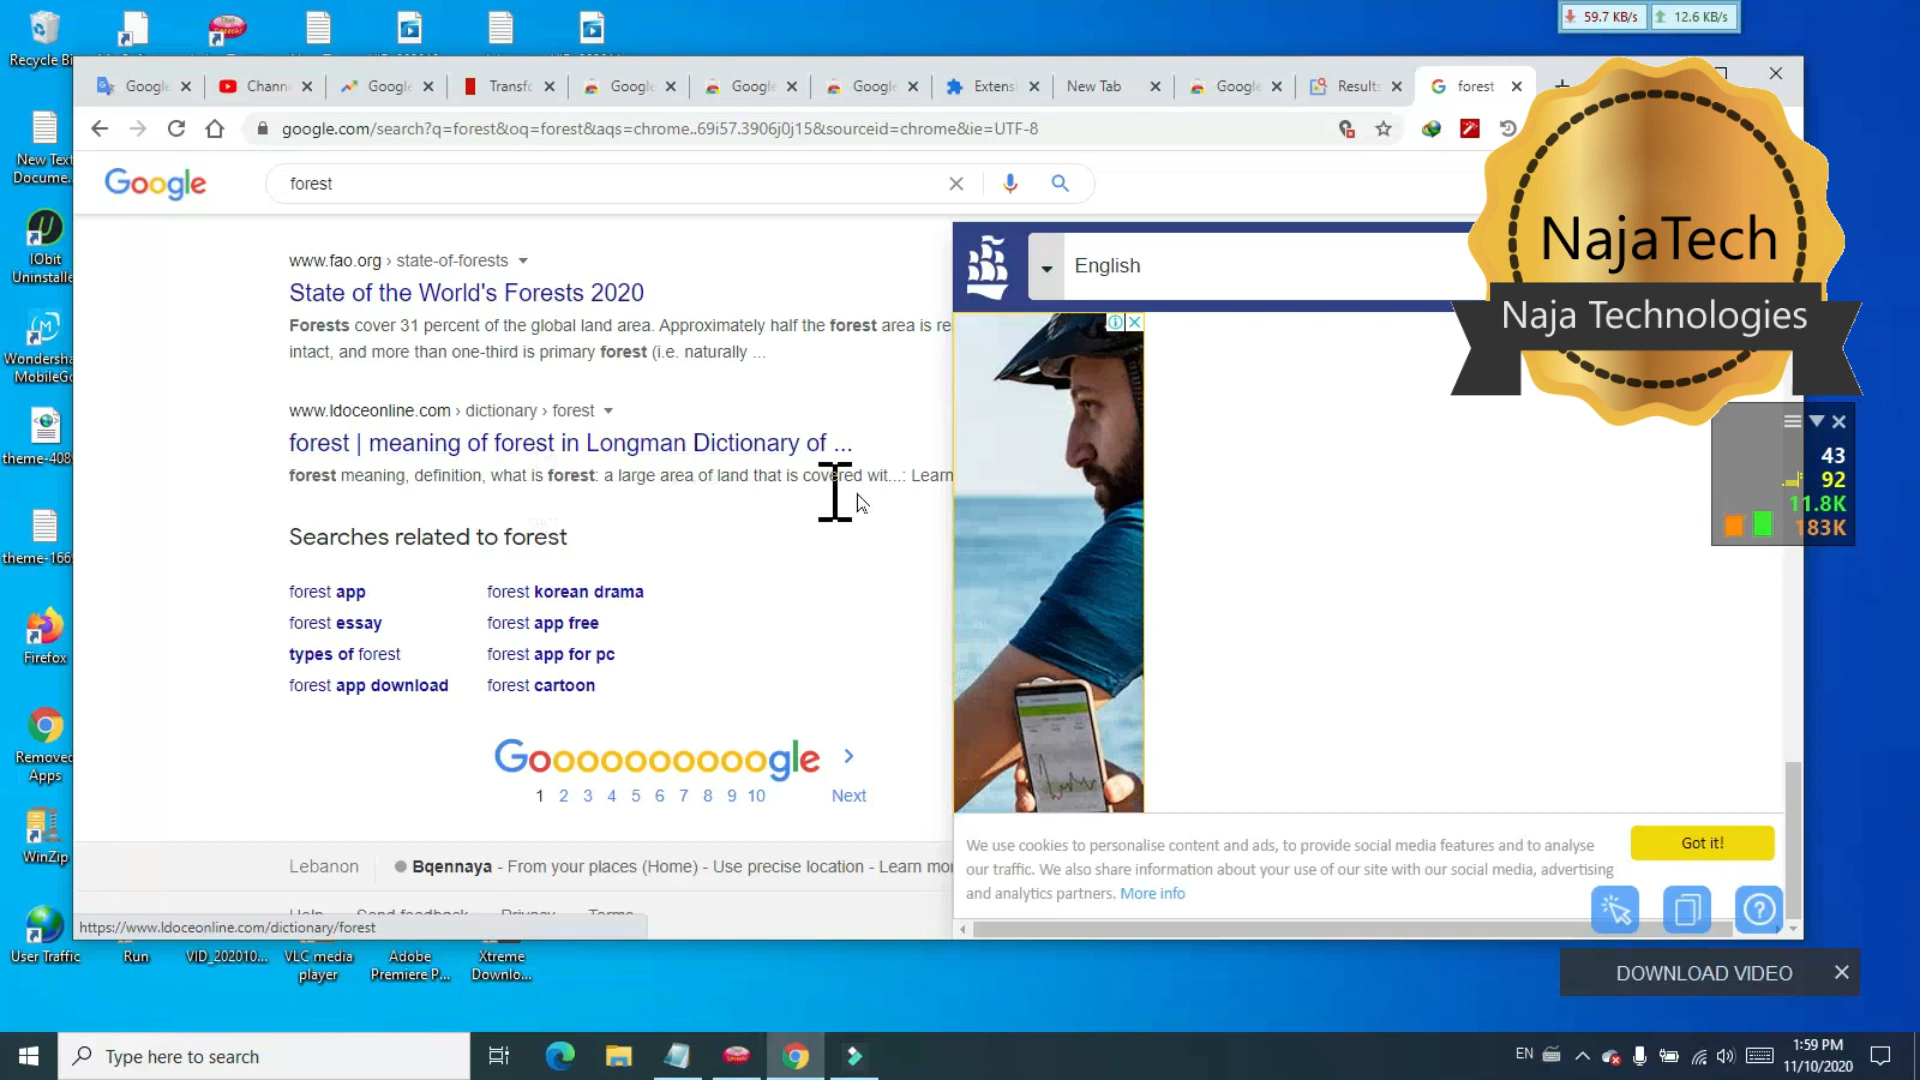 59.7 KB/s
12.6 KB/s
Recycle Bi
Google
Chann
Google
Transfo
Google
Google
Google
Extens
New Tab
Google
Results
forest
google.com/search?q=forest&oq=forest&aqs=chrome..69i57.3906j0j15&sourceid=chrome&ie=UTF-8
New Text
Docume...
Google
forest
NajaTech
Naja Technologies
IObit
Uninstalle
www.fao.org › state-of-forests
State of the World's Forests 2020
Forests cover 31 percent of the global land area. Approximately half the forest area is re
intact, and more than one-third is primary forest (i.e. naturally ...
English
Wondersha
MobileGo
www.ldoceonline.com › dictionary › forest
forest | meaning of forest in Longman Dictionary of ...
forest meaning, definition, what is forest: a large area of land that is covered wit...: Learn
theme-408
43
92
11.8K
183K
theme-166
Searches related to forest
forest app
forest korean drama
forest essay
forest app free
types of forest
forest app for pc
forest app download
forest cartoon
Firefox
Removed
Apps
Goooooooooogle
1 2 3 4 5 6 7 8 9 10 Next
WinZip
Lebanon
Bqennaya - From your places (Home) - Use precise location - Learn mo
Help Send feedback Privacy Terms
https://www.ldoceonline.com/dictionary/forest
We use cookies to personalise content and ads, to provide social media features and to analyse
our traffic. We also share information about your use of our site with our social media, advertising
and analytics partners. More info
Got it!
User Traffic
Run
VID_202010...
VLC media
player
Adobe
Premiere P...
Xtreme
Downlo...
DOWNLOAD VIDEO
Type here to search
EN
1:59 PM
11/10/2020